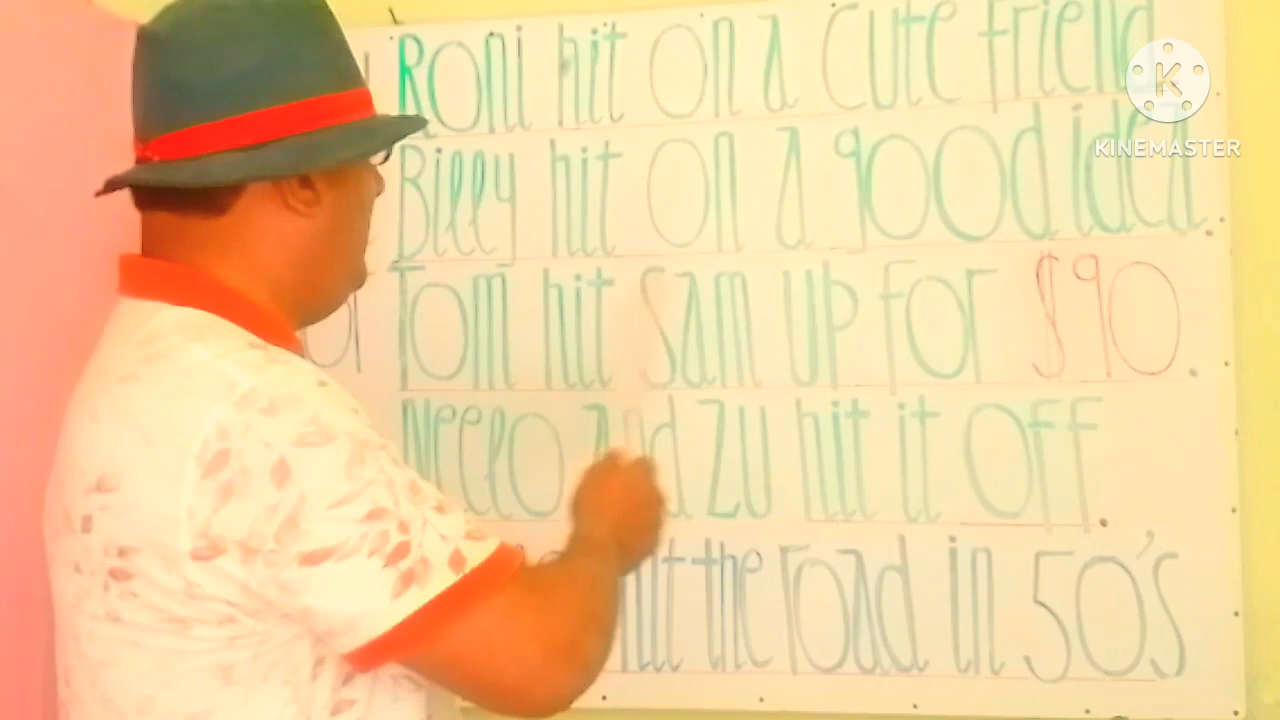 Roni hit on a cute friend.
Billy hit on a good idea.
Tom hit Sam up for $90.
Neelo and Zu hit it off.
hit the road in 50's
KINEMASTER